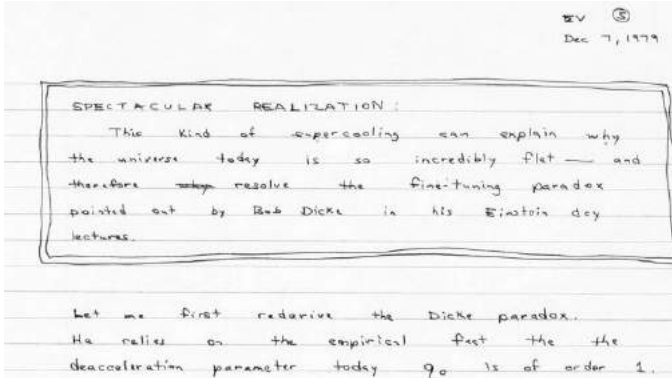 EV ⑤
Dec 7, 1979
SPECTACULAR REALIZATION:
This kind of supercooling can explain why
the universe today is so incredibly flat — and
therefore resolve the fine-tuning paradox
pointed out by Bob Dicke in his Einstein day
lectures.
Let me first rederive the Dicke paradox.
He relies on the empirical fact the the
deacceleration parameter today q₀ is of order 1.